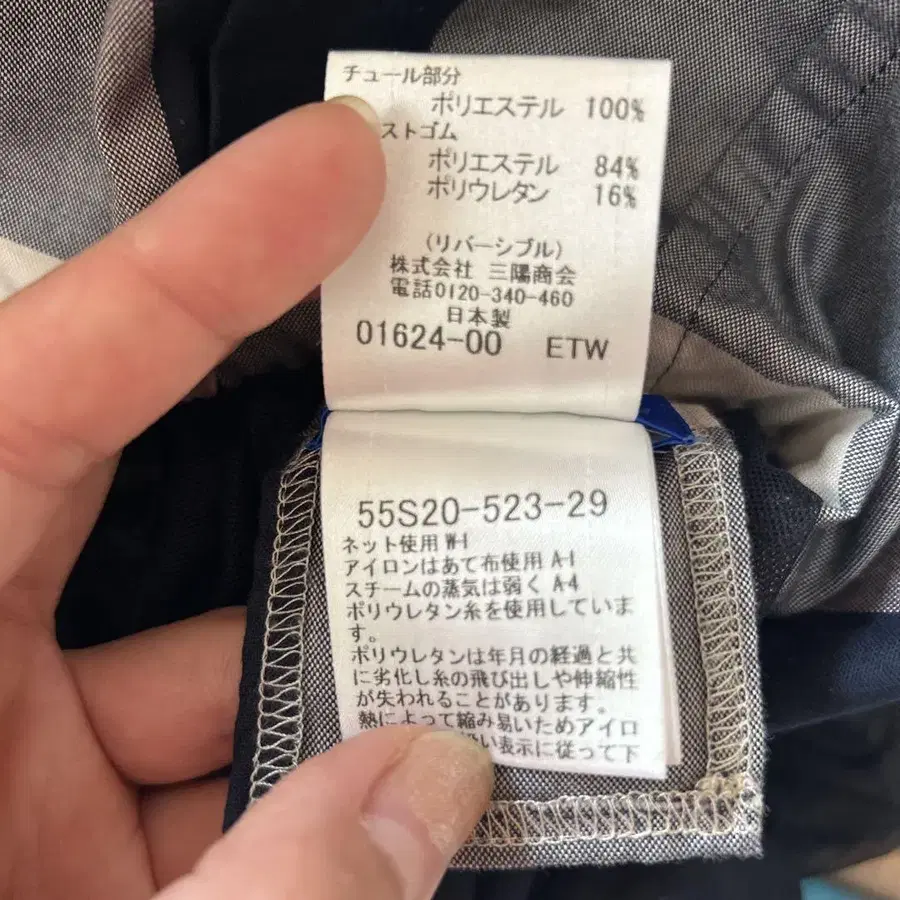 チュール部分
ポリエステル 100%
ストゴム
ポリエステル 84%
ポリウレタン 16%
(リバーシブル)
株式会社 三陽商会
電話0120-340-460
日本製
01624-00 ETW
55S20-523-29
ネット使用 W-1
アイロンはあて布使用 A-1
スチームの蒸気は弱く A-4
ポリウレタン糸を使用していま
す。
ポリウレタンは年月の経過と共
に劣化し糸の飛び出しや伸縮性
が失われることがあります。
熱によって縮み易いためアイロ
い表示に従って下